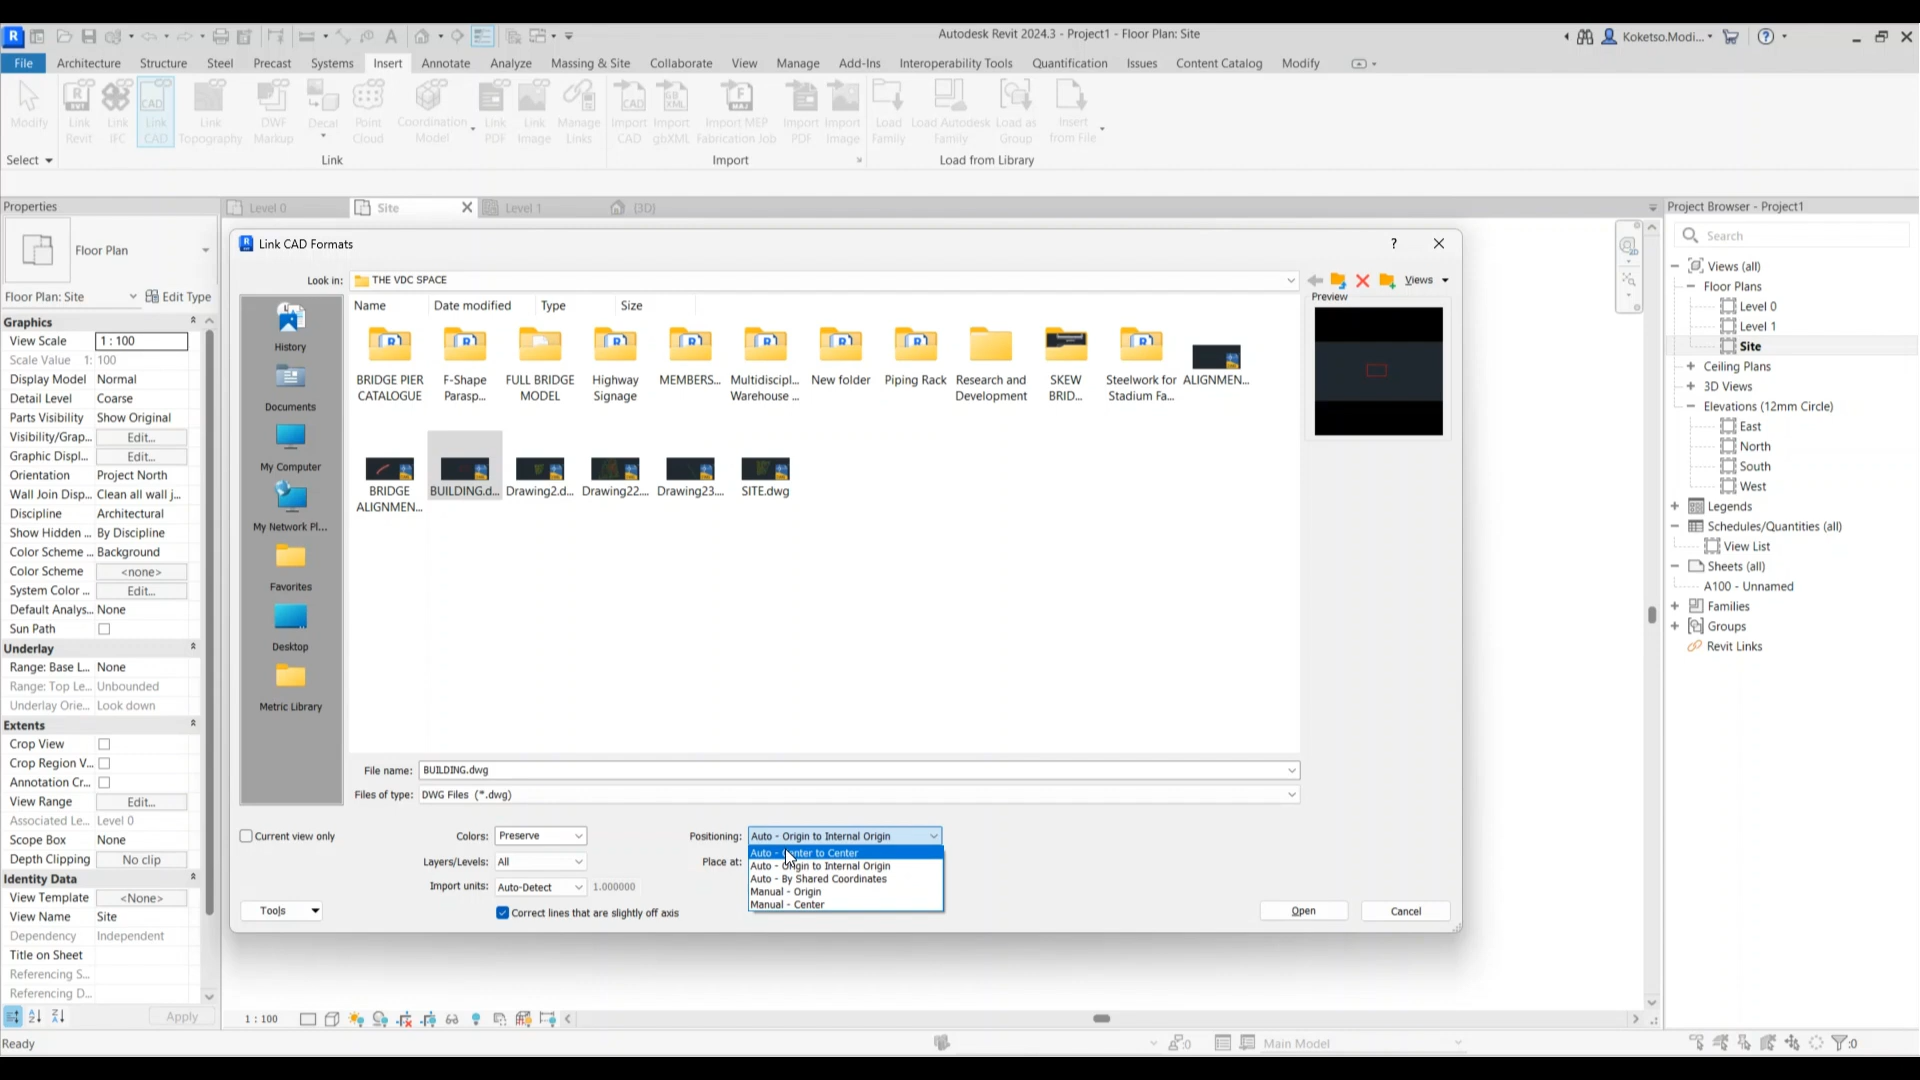 Autodesk Revit 2024.3 - Project1 - Floor Plan: Site
Koketso.Modi...
File Architecture Structure Steel Precast Systems Insert Annotate Analyze Massing & Site Collaborate View Manage Add-Ins Interoperability Tools Quantification Issues Content Catalog Modify
Modify
Link Revit
Link IFC
Link CAD
Link Topography
DWF Markup
Decal
Point Cloud
Coordination Model
Link PDF
Link Image
Manage Links
Import CAD
Import gbXML
Import MEP Fabrication Job
Import PDF
Import Image
Load Family
Load Autodesk Family
Load as Group
Insert from File
Select
Link
Import
Load from Library
Properties
Floor Plan
Floor Plan: Site
Edit Type
Graphics
View Scale 1 : 100
Scale Value 1: 100
Display Model Normal
Detail Level Coarse
Parts Visibility Show Original
Visibility/Grap... Edit...
Graphic Displ... Edit...
Orientation Project North
Wall Join Disp... Clean all wall j...
Discipline Architectural
Show Hidden ... By Discipline
Color Scheme ... Background
Color Scheme <none>
System Color ... Edit...
Default Analys... None
Sun Path
Underlay
Range: Base L... None
Range: Top Le... Unbounded
Underlay Orie... Look down
Extents
Crop View
Crop Region V...
Annotation Cr...
View Range Edit...
Associated Le... Level 0
Scope Box None
Depth Clipping No clip
Identity Data
View Template <None>
View Name Site
Dependency Independent
Title on Sheet
Referencing S...
Referencing D...
Apply
Level 0
Site
Level 1
{3D}
Link CAD Formats
Look in: THE VDC SPACE
Views
Name Date modified Type Size
Preview
History
Documents
My Computer
My Network Pl...
Favorites
Desktop
Metric Library
BRIDGE PIER CATALOGUE
F-Shape Parasp...
FULL BRIDGE MODEL
Highway Signage
MEMBERS...
Multidiscipl... Warehouse ...
New folder
Piping Rack
Research and Development
SKEW BRID...
Steelwork for Stadium Fa...
ALIGNMEN...
BRIDGE ALIGNMEN...
BUILDING.d...
Drawing2.d...
Drawing22....
Drawing23....
SITE.dwg
File name: BUILDING.dwg
Files of type: DWG Files (*.dwg)
Current view only
Colors: Preserve
Layers/Levels: All
Import units: Auto-Detect 1.000000
Correct lines that are slightly off axis
Positioning: Auto - Origin to Internal Origin
Place at:
Auto - Center to Center
Auto - Origin to Internal Origin
Auto - By Shared Coordinates
Manual - Origin
Manual - Center
Tools
Open
Cancel
Project Browser - Project1
Search
Views (all)
Floor Plans
Level 0
Level 1
Site
Ceiling Plans
3D Views
Elevations (12mm Circle)
East
North
South
West
Legends
Schedules/Quantities (all)
View List
Sheets (all)
A100 - Unnamed
Families
Groups
Revit Links
1 : 100
Ready
:0
Main Model
:0